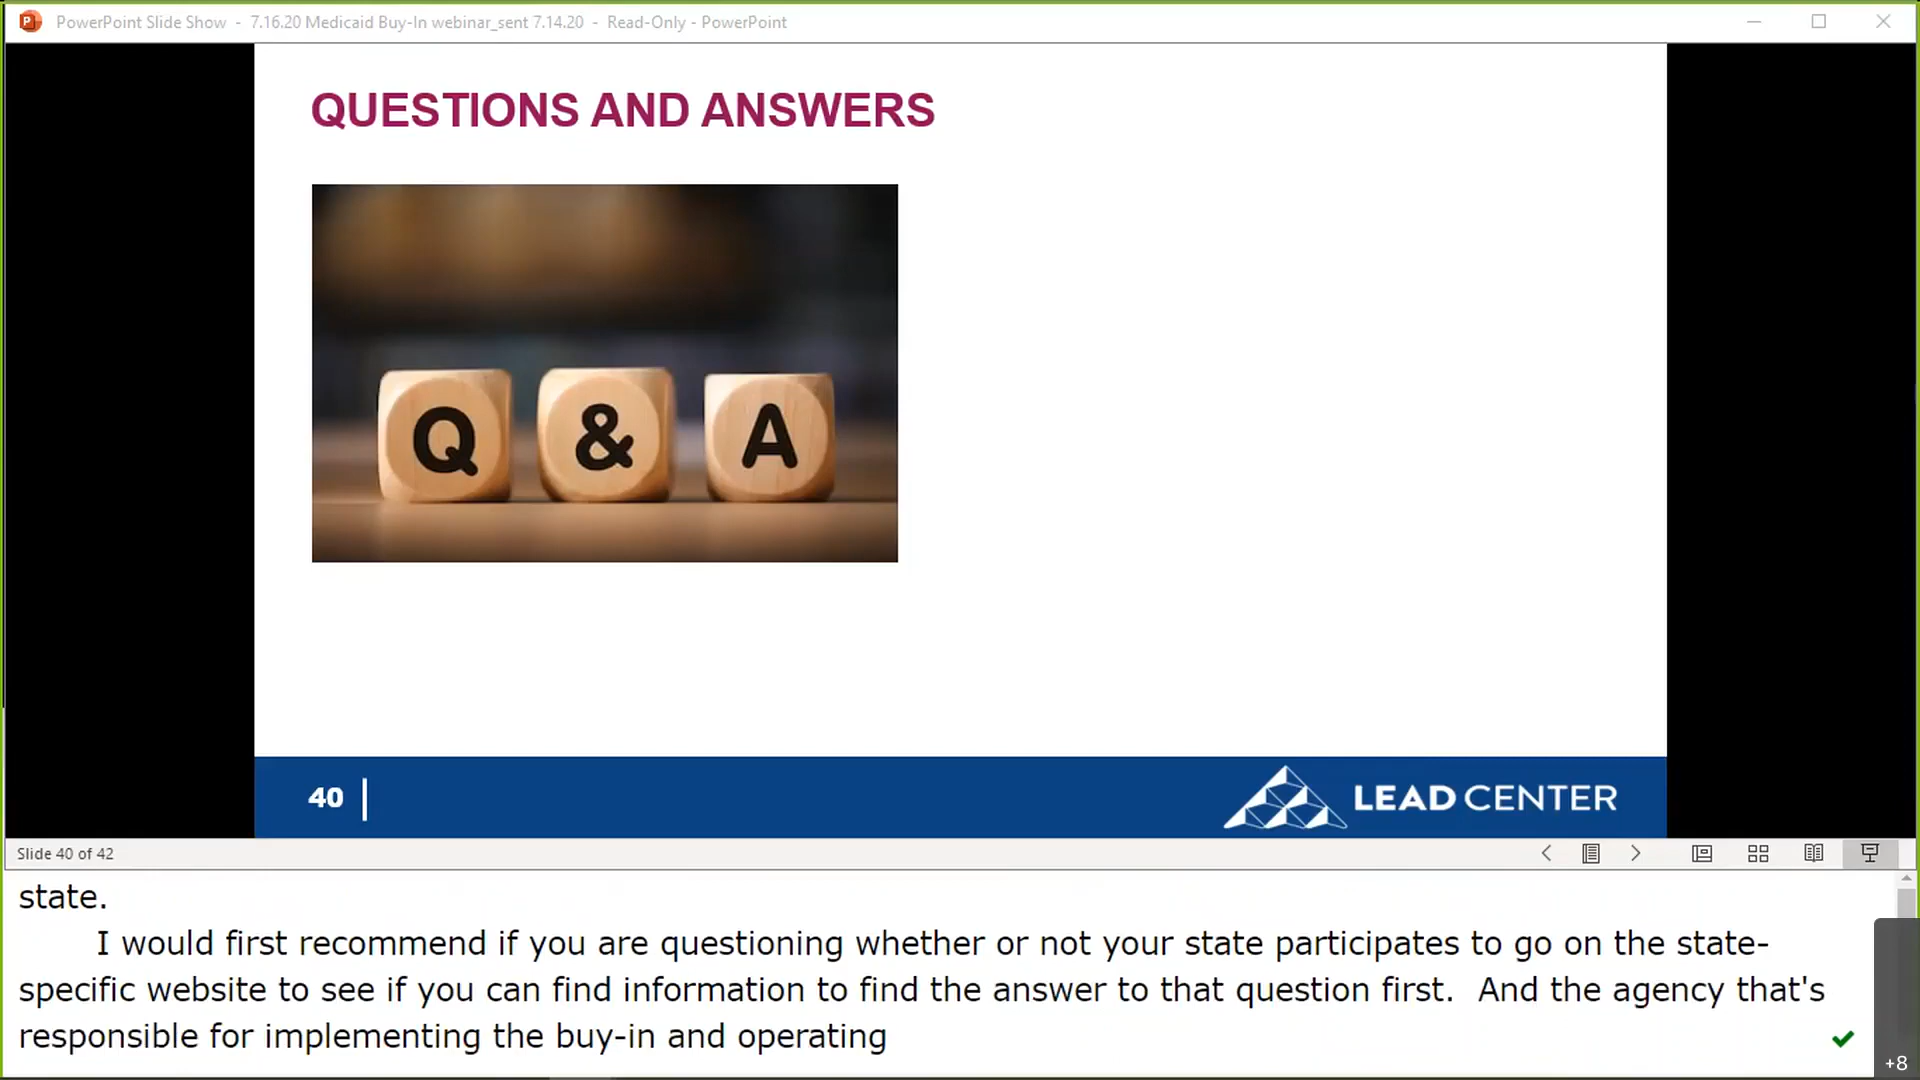 PowerPoint Slide Show - 7.16.20 Medicaid Buy-In webinar_sent 7.14.20 - Read-Only - PowerPoint
QUESTIONS AND ANSWERS
Q & A
40
LEAD CENTER
Slide 40 of 42
state.
I would first recommend if you are questioning whether or not your state participates to go on the state-
specific website to see if you can find information to find the answer to that question first. And the agency that's
responsible for implementing the buy-in and operating
+8